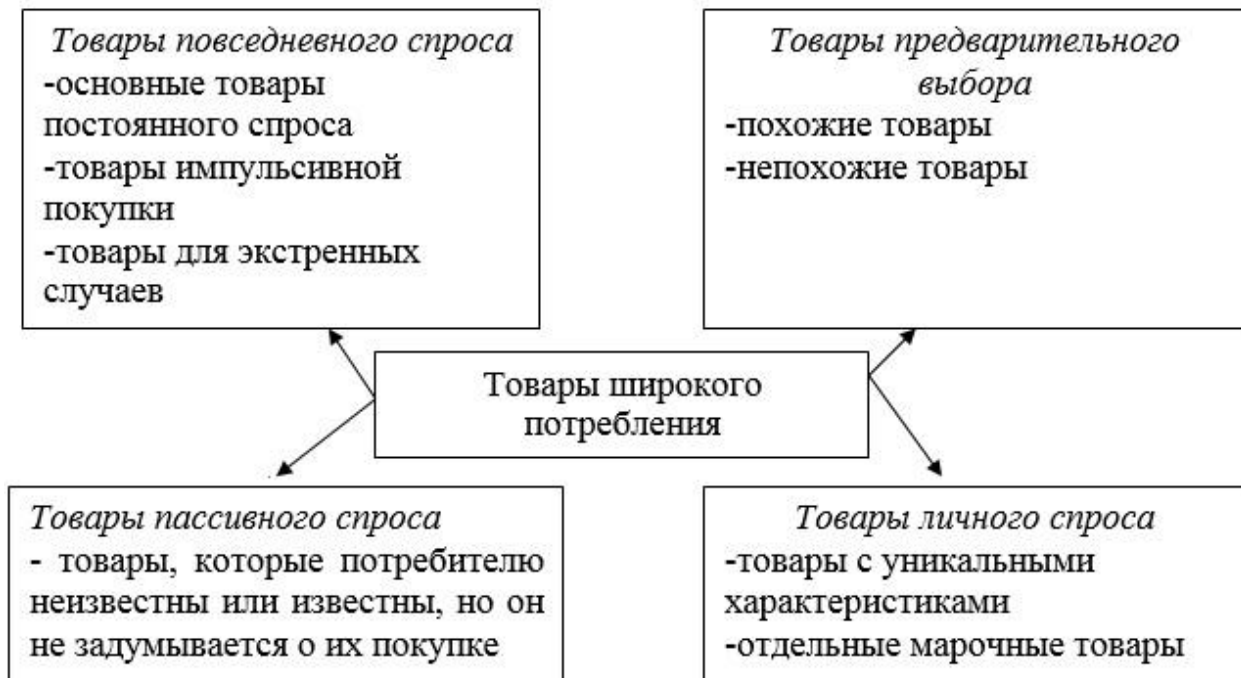 Товары повседневного спроса
-основные товары
постоянного спроса
-товары импульсивной
покупки
-товары для экстренных
случаев
Товары предварительного
выбора
-похожие товары
-непохожие товары
Товары широкого
потребления
Товары пассивного спроса
- товары, которые потребителю
неизвестны или известны, но он
не задумывается о их покупке
Товары личного спроса
-товары с уникальными
характеристиками
-отдельные марочные товары